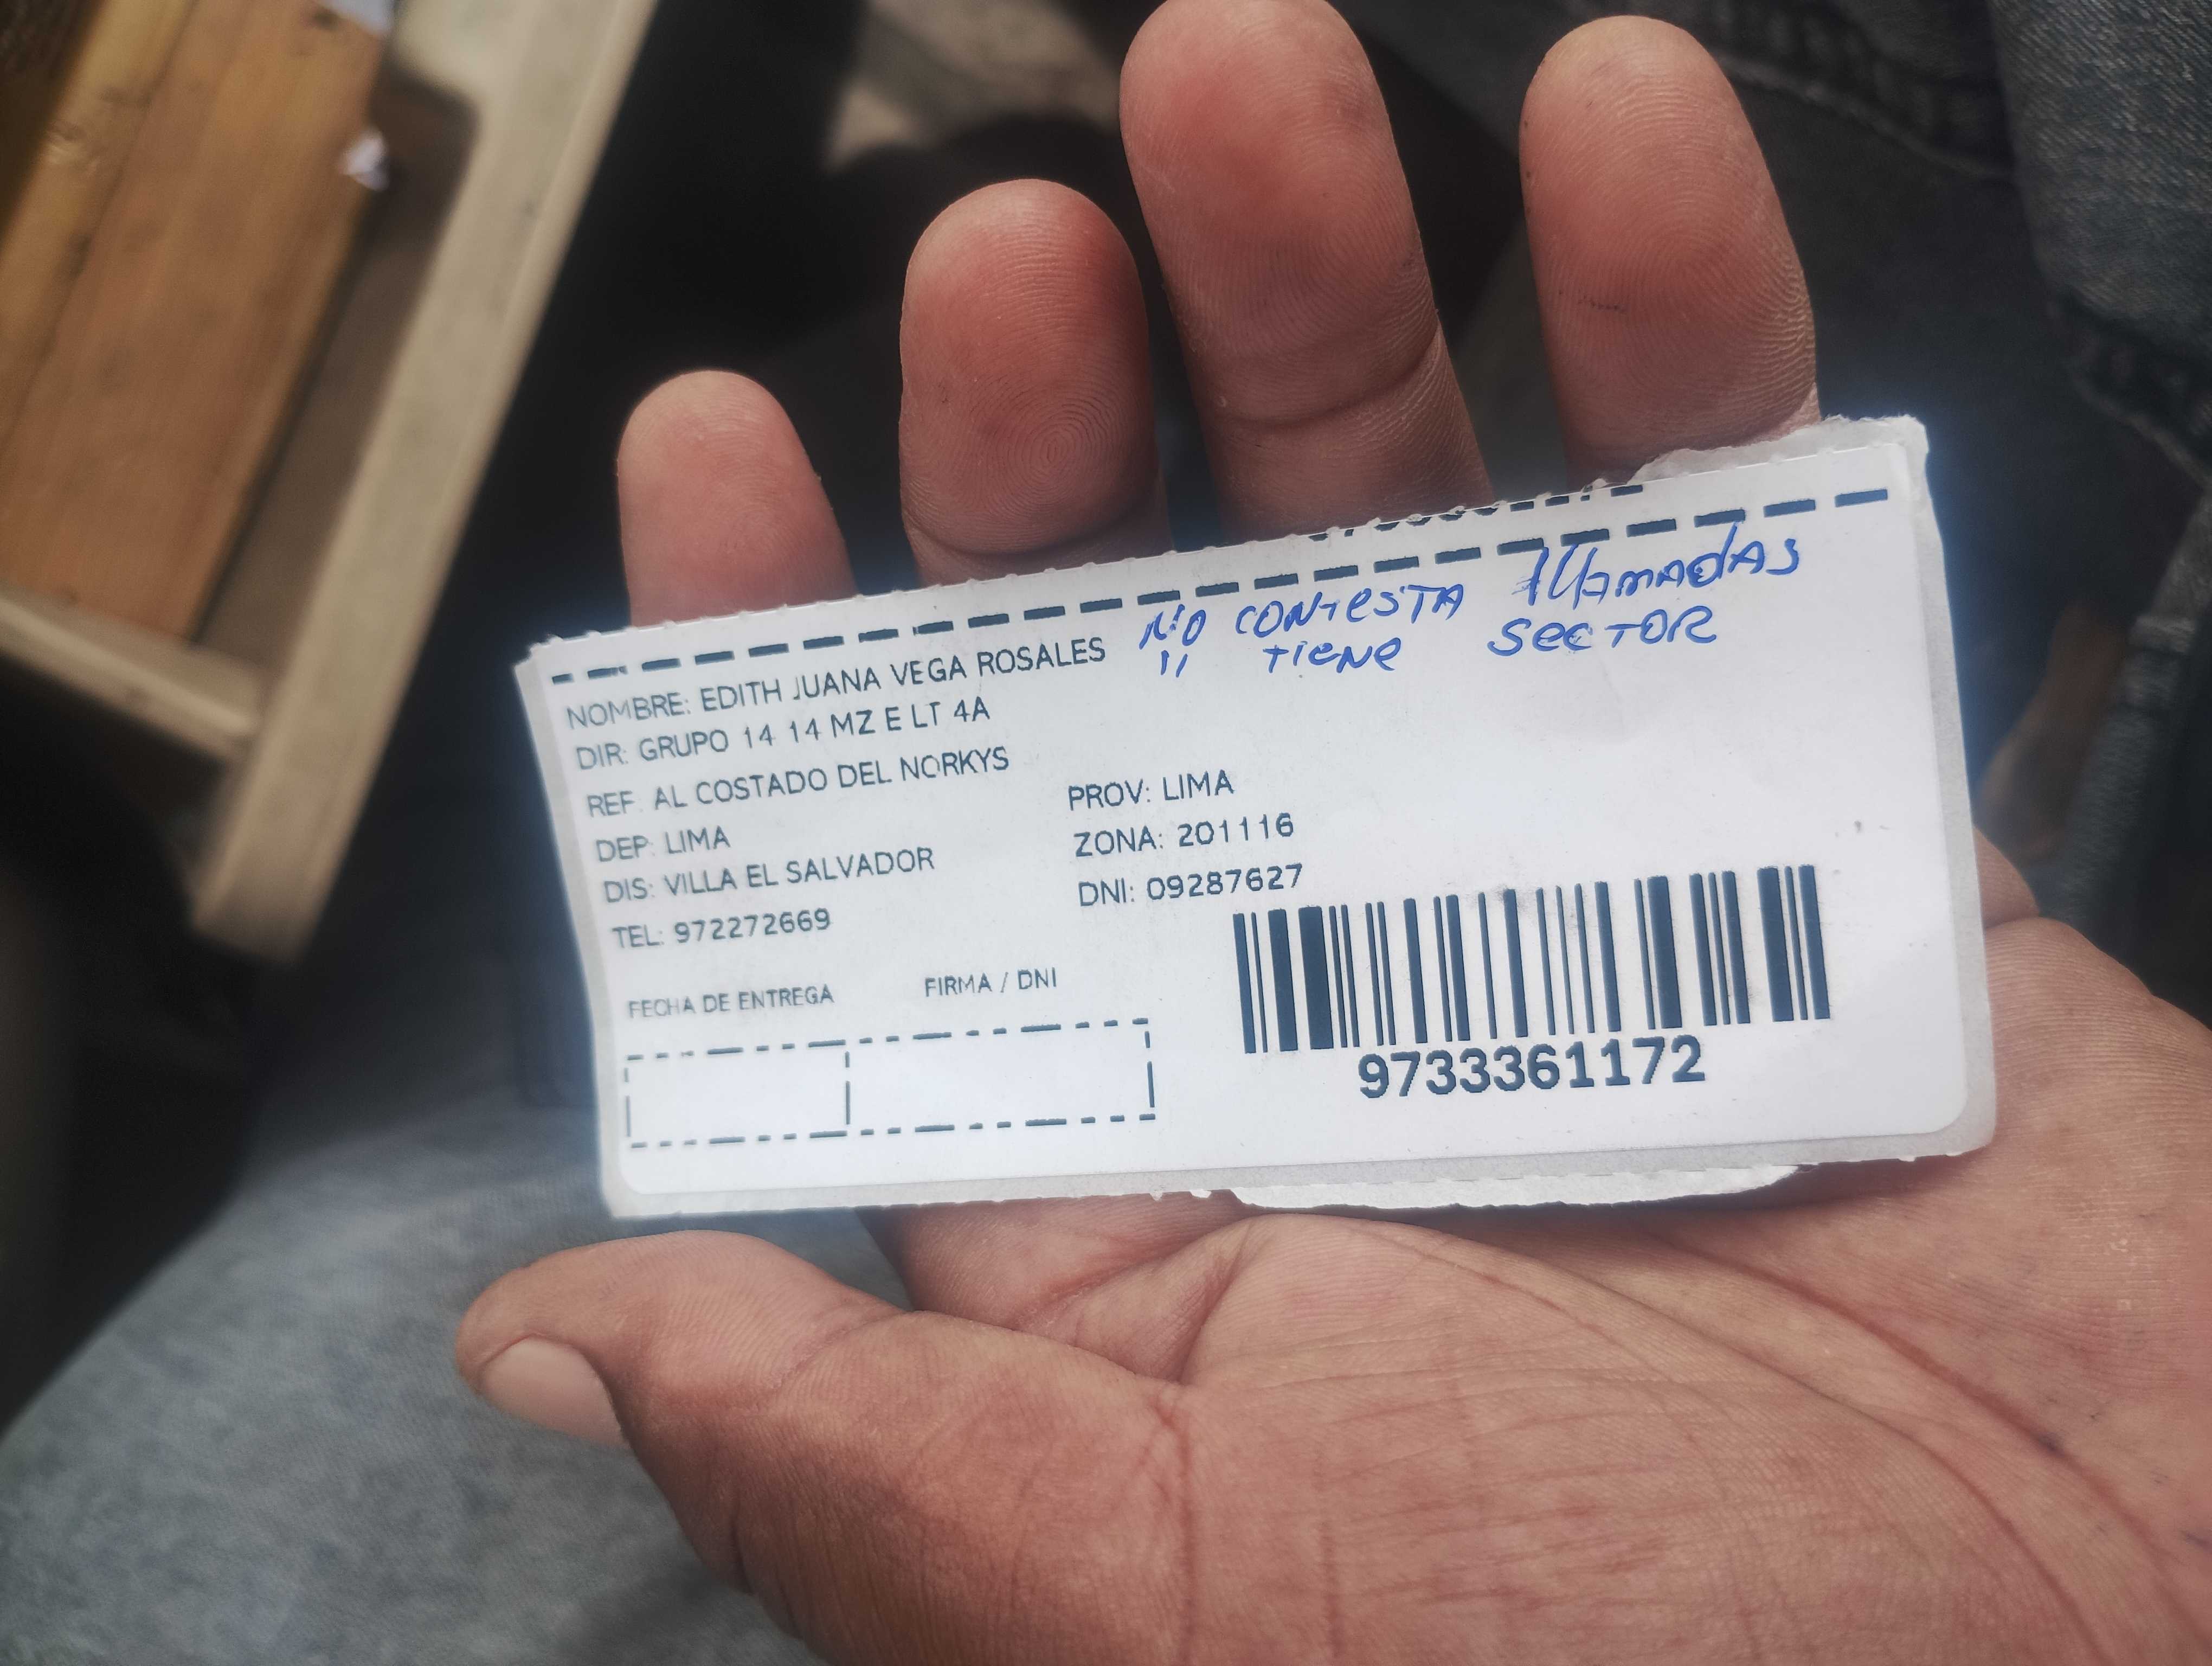 NO CONTESTA llAMADAS
" TIENE SECTOR
NOMBRE: EDITH JUANA VEGA ROSALES
DIR: GRUPO 14 14 MZ E LT 4A
REF: AL COSTADO DEL NORKYS
DEP: LIMA
PROV: LIMA
DIS: VILLA EL SALVADOR
ZONA: 201116
TEL: 972272669
DNI: 09287627
FECHA DE ENTREGA
FIRMA / DNI
9733361172